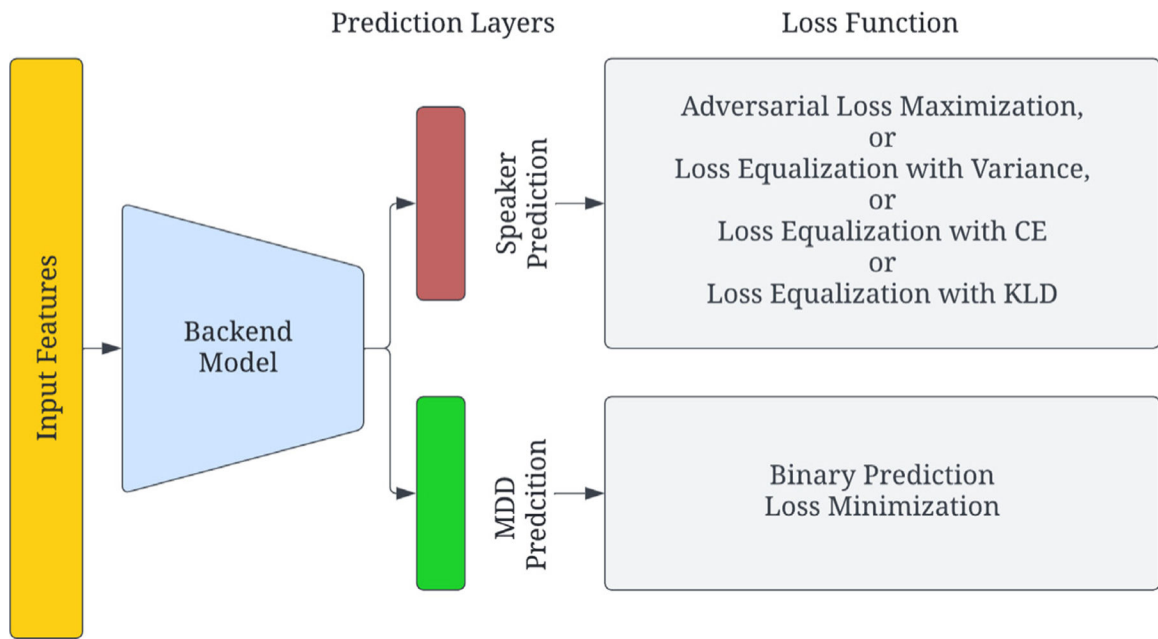 Prediction Layers
Loss Function
Input Features
Backend
Model
Speaker
Prediction
Adversarial Loss Maximization,
or
Loss Equalization with Variance,
or
Loss Equalization with CE
or
Loss Equalization with KLD
MDD
Predcition
Binary Prediction
Loss Minimization